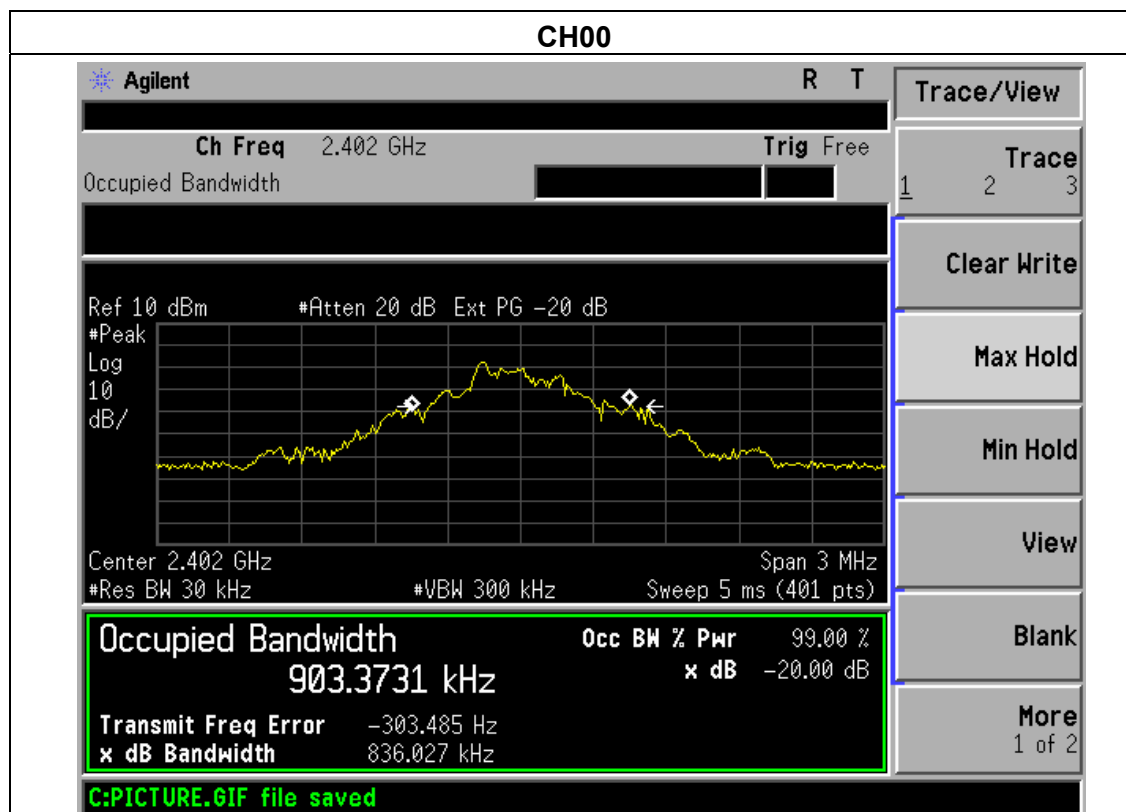 CH00
Agilent R T
Ch Freq 2.402 GHz Trig Free
Occupied Bandwidth
Ref 10 dBm #Atten 20 dB Ext PG −20 dB
#Peak
Log
10
dB/
Center 2.402 GHz Span 3 MHz
#Res BW 30 kHz #VBW 300 kHz Sweep 5 ms (401 pts)
Occupied Bandwidth
903.3731 kHz
Occ BW % Pwr 99.00 %
x dB −20.00 dB
Transmit Freq Error −303.485 Hz
x dB Bandwidth 836.027 kHz
C:PICTURE.GIF file saved
Trace/View
Trace
1 2 3
Clear Write
Max Hold
Min Hold
View
Blank
More
1 of 2